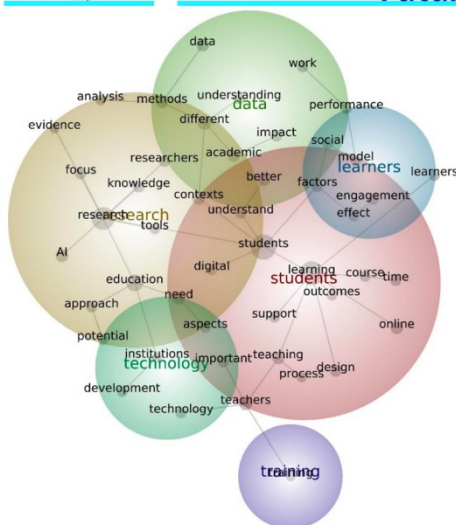 data
work
analysis
methods
understanding
data
performance
different
evidence
impact
social
academic
researchers
model
learners
learners
focus
better
factors
knowledge
contexts
engagement
research
research
understand
effect
tools
students
AI
digital
learning
students
course
time
education
need
outcomes
approach
support
aspects
online
potential
institutions
important
teaching
technology
design
process
development
teachers
technology
training
training